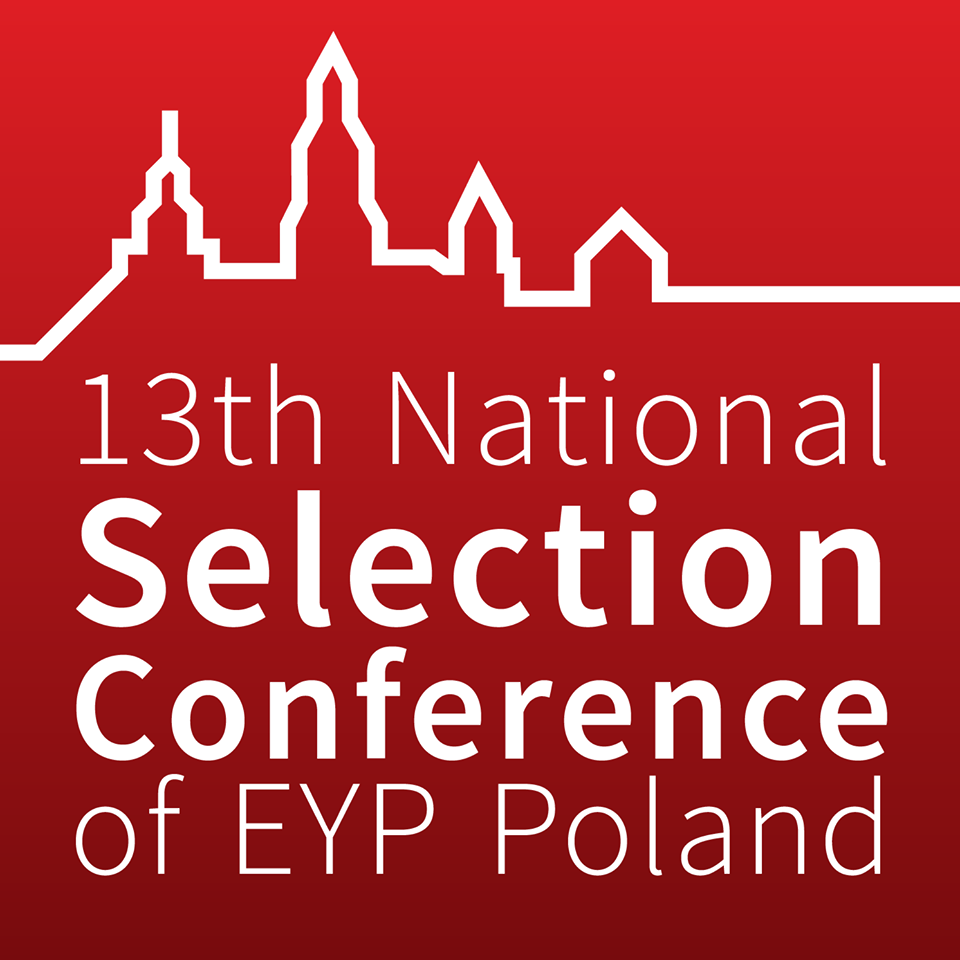 13th National
Selection
Conference
of EYP Poland